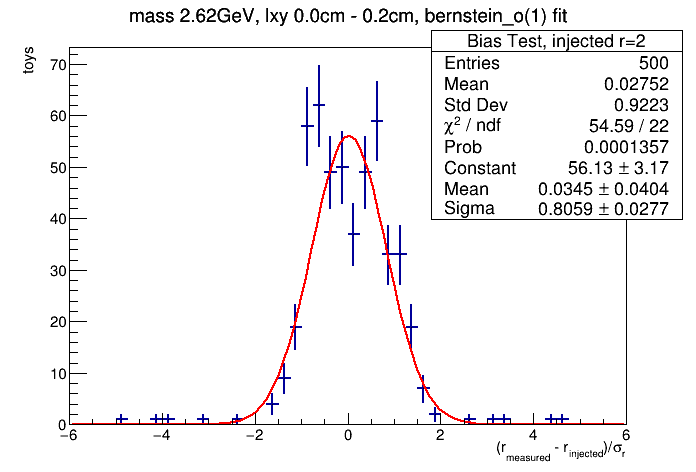 mass 2.62GeV, lxy 0.0cm - 0.2cm, bernstein_o(1) fit
toys
Bias Test, injected r=2
Entries 500
Mean 0.02752
Std Dev 0.9223
χ² / ndf 54.59 / 22
Prob 0.0001357
Constant 56.13 ± 3.17
Mean 0.0345 ± 0.0404
Sigma 0.8059 ± 0.0277
70
60
50
40
30
20
10
0
−6 −4 −2 0 2 4 6
(r_measured - r_injected)/σ_r